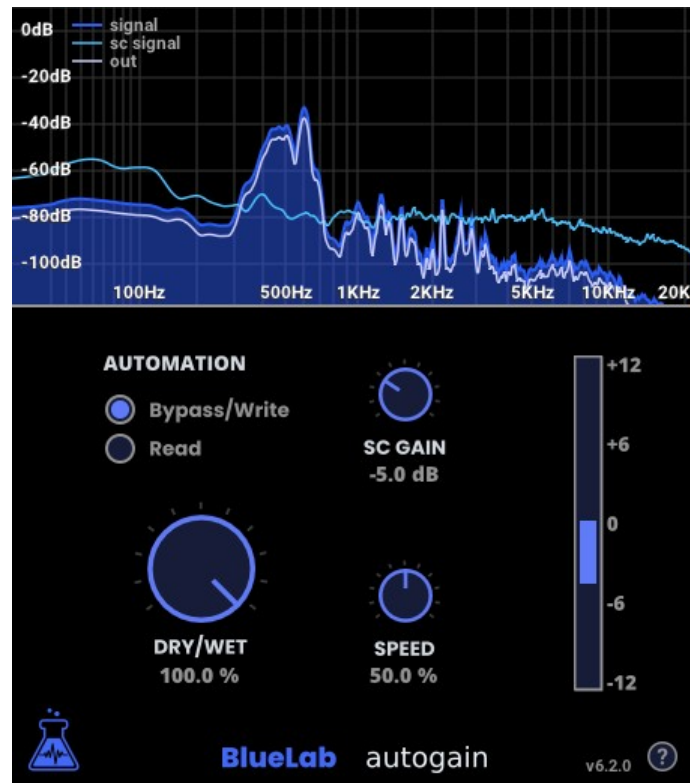 0dB
signal
sc signal
out
-20dB
-40dB
-60dB
-80dB
-100dB
100Hz 500Hz 1KHz 2KHz 5KHz 10KHz 20K
AUTOMATION
Bypass/Write
Read
SC GAIN
-5.0 dB
DRY/WET
100.0 %
SPEED
50.0 %
+12
+6
0
-6
-12
BlueLab autogain
v6.2.0 ?